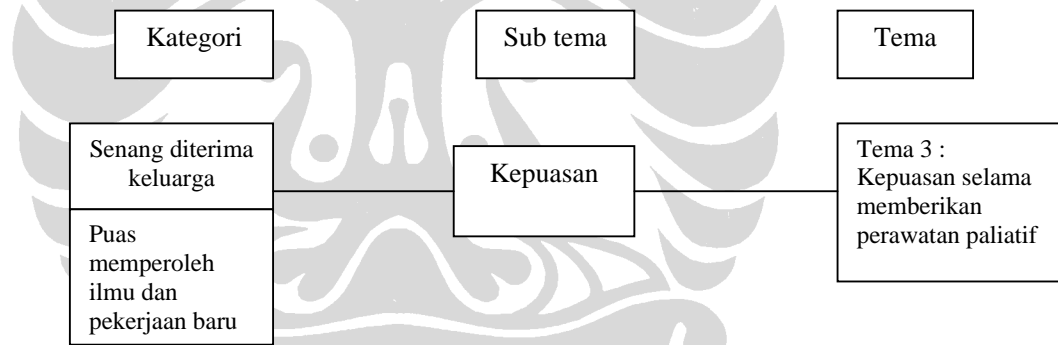 Kategori
Sub tema
Tema
Senang diterima
keluarga
Puas
memperoleh
ilmu dan
pekerjaan baru
Kepuasan
Tema 3 :
Kepuasan selama
memberikan
perawatan paliatif